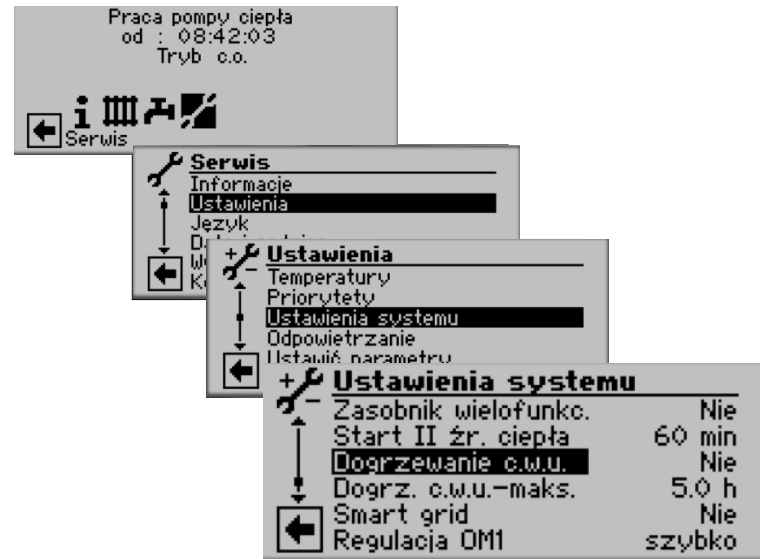 Praca pompy ciepła
od : 08:42:03
Tryb c.o.
Serwis
Serwis
Informacje
Ustawienia
Język
Ustawienia
Temperatury
Priorytety
Ustawienia systemu
Odpowietrzanie
Ustawić parametry
Ustawienia systemu
Zasobnik wielofunkc. Nie
Start II źr. ciepła 60 min
Dogrzewanie c.w.u. Nie
Dogrz. c.w.u.-maks. 5.0 h
Smart grid Nie
Regulacja OM1 szybko